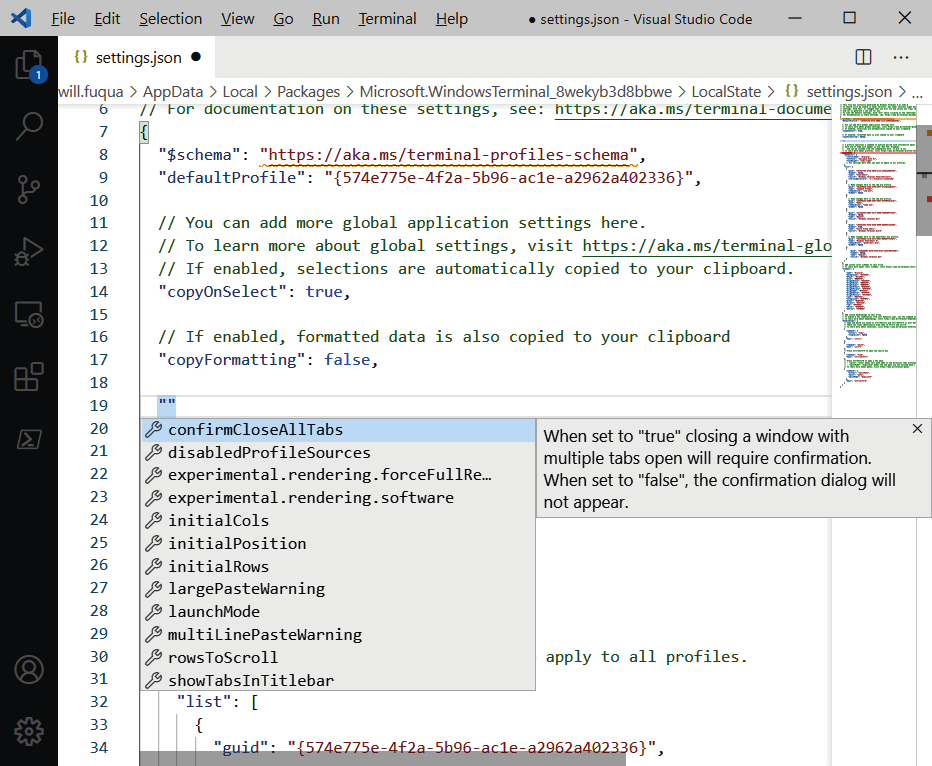 File Edit Selection View Go Run Terminal Help ● settings.json - Visual Studio Code
{} settings.json ●
1
will.fuqua > AppData > Local > Packages > Microsoft.WindowsTerminal_8wekyb3d8bbwe > LocalState > {} settings.json > ...
6 // For documentation on these settings, see: https://aka.ms/terminal-docume
7 {
8 "$schema": "https://aka.ms/terminal-profiles-schema",
9 "defaultProfile": "{574e775e-4f2a-5b96-ac1e-a2962a402336}",
10
11 // You can add more global application settings here.
12 // To learn more about global settings, visit https://aka.ms/terminal-glo
13 // If enabled, selections are automatically copied to your clipboard.
14 "copyOnSelect": true,
15
16 // If enabled, formatted data is also copied to your clipboard
17 "copyFormatting": false,
18
19 ""
20 confirmCloseAllTabs
21 disabledProfileSources
22 experimental.rendering.forceFullRe…
23 experimental.rendering.software
24 initialCols
25 initialPosition
26 initialRows
27 largePasteWarning
28 launchMode
29 multiLinePasteWarning
30 rowsToScroll apply to all profiles.
31 showTabsInTitlebar
When set to "true" closing a window with
multiple tabs open will require confirmation.
When set to "false", the confirmation dialog will
not appear.
32 "list": [
33 {
34 "guid": "{574e775e-4f2a-5b96-ac1e-a2962a402336}",